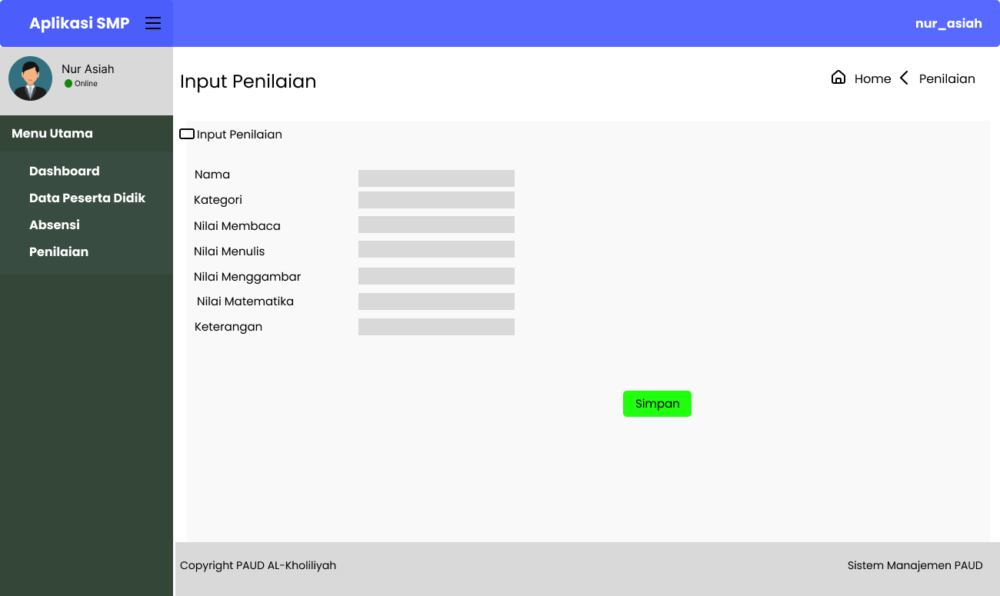 Aplikasi SMP
nur_asiah
Nur Asiah
Online
Input Penilaian
Home
Penilaian
Menu Utama
Dashboard
Data Peserta Didik
Absensi
Penilaian
Input Penilaian
Nama
Kategori
Nilai Membaca
Nilai Menulis
Nilai Menggambar
Nilai Matematika
Keterangan
Simpan
Copyright PAUD AL-Kholiliyah
Sistem Manajemen PAUD